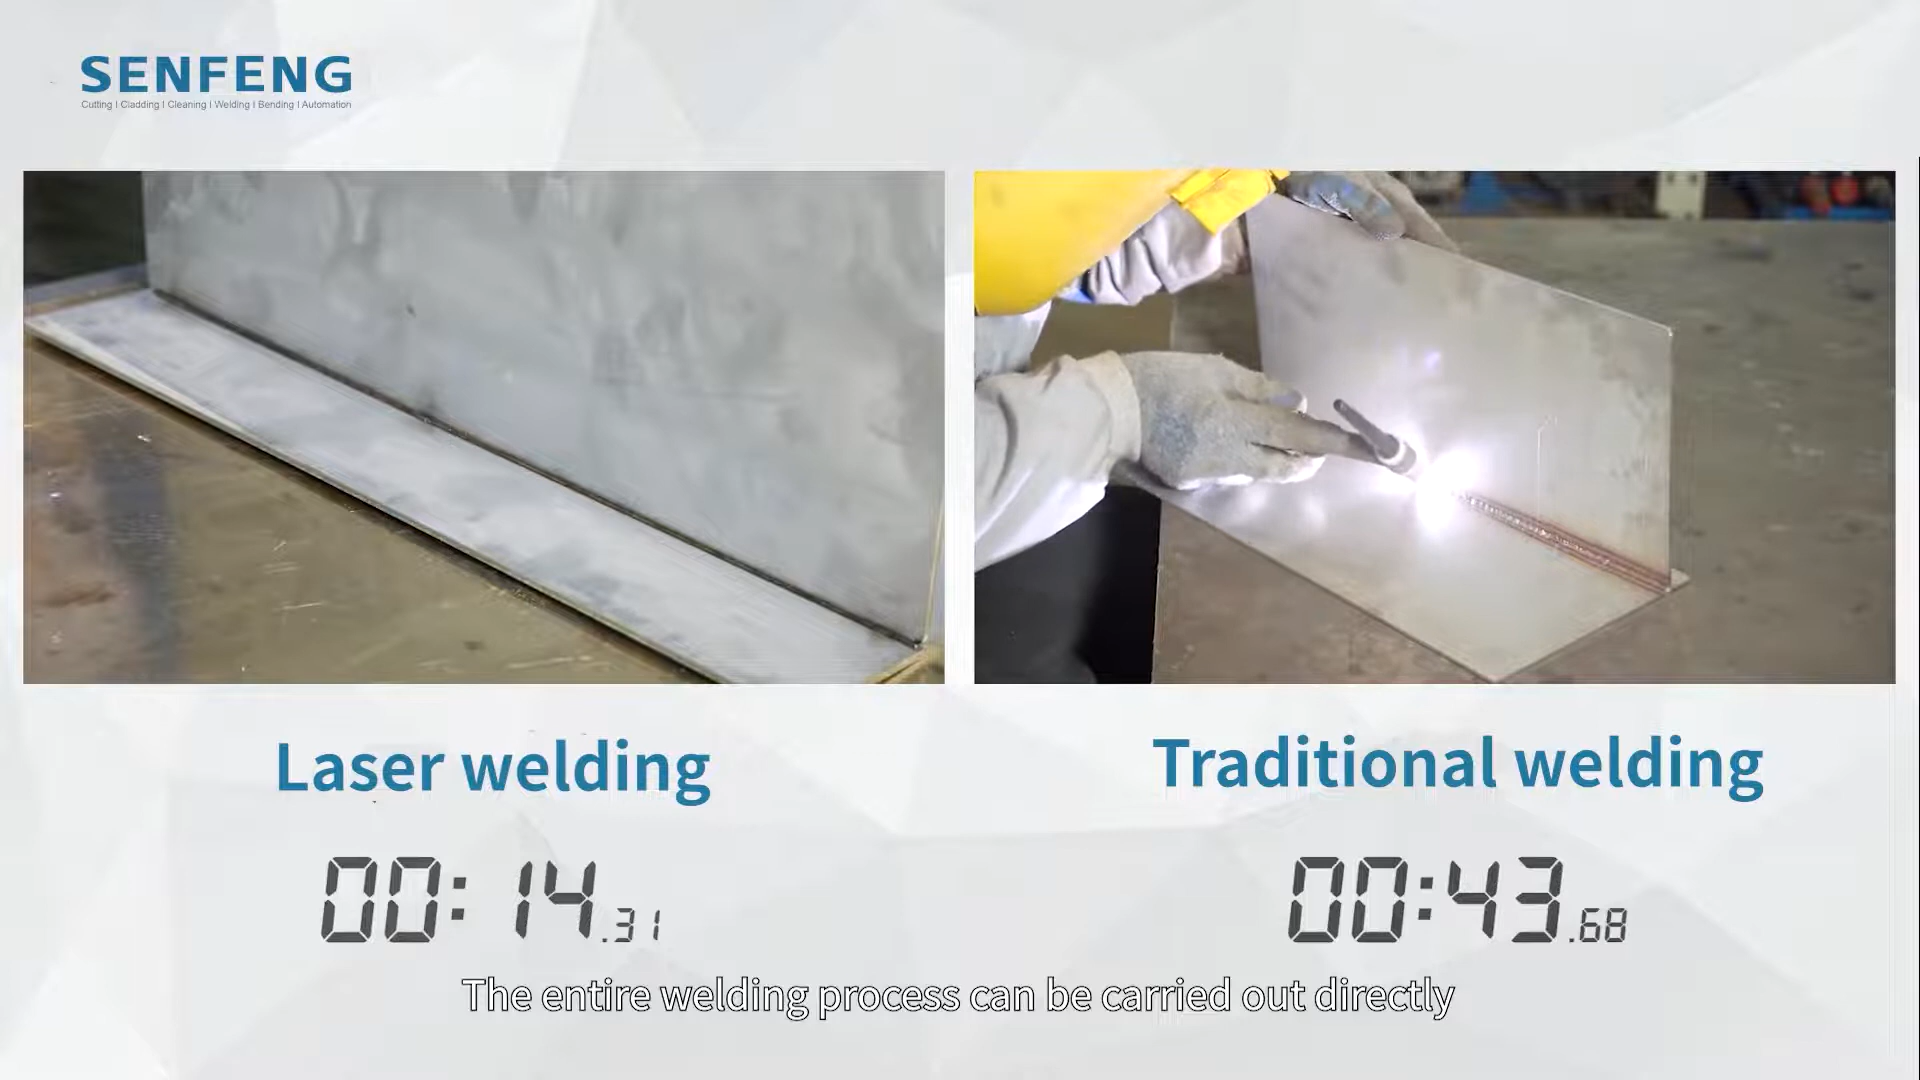 SENFENG
Cutting I Cladding I Cleaning I Welding I Bending I Automation
Laser welding
Traditional welding
00:14.31
00:43.68
The entire welding process can be carried out directly